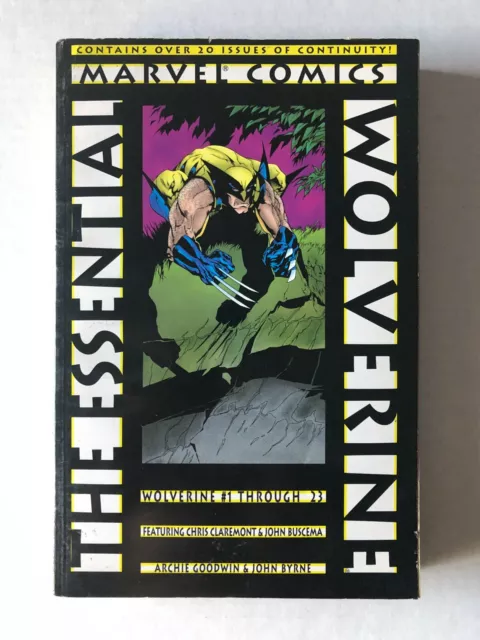 CONTAINS OVER 20 ISSUES OF CONTINUITY!
MARVEL® COMICS
THE ESSENTIAL
WOLVERINE
WOLVERINE #1 THROUGH 23
FEATURING CHRIS CLAREMONT & JOHN BUSCEMA
ARCHIE GOODWIN & JOHN BYRNE